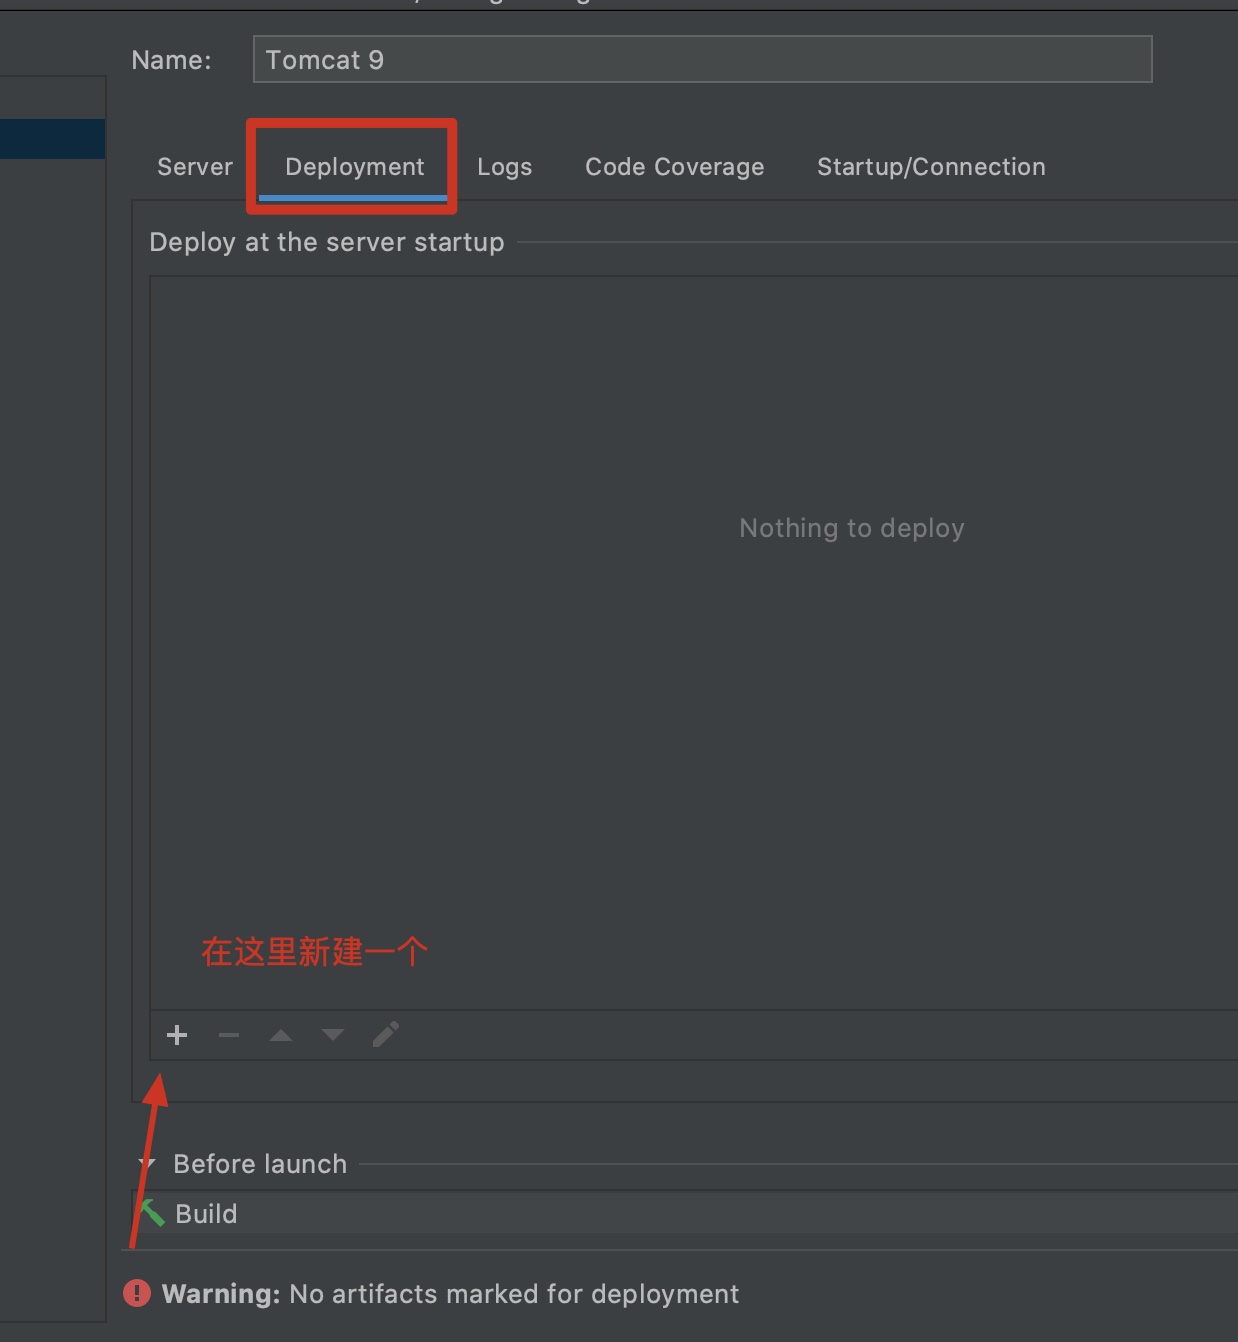 Name: Tomcat 9
Server Deployment Logs Code Coverage Startup/Connection
Deploy at the server startup
Nothing to deploy
在这里新建一个
Before launch
Build
Warning: No artifacts marked for deployment